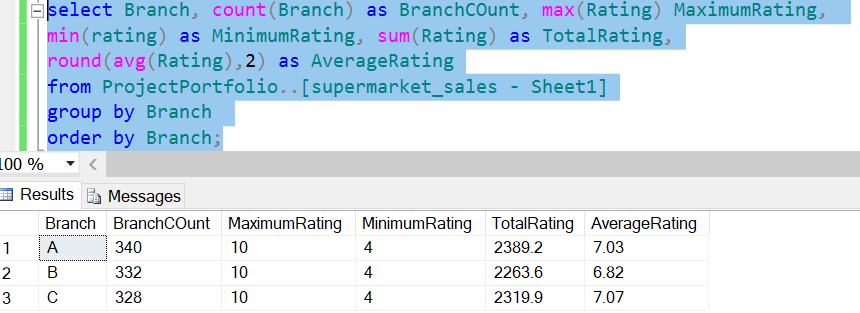 select Branch, count(Branch) as BranchCOunt, max(Rating) MaximumRating,
min(rating) as MinimumRating, sum(Rating) as TotalRating,
round(avg(Rating),2) as AverageRating
from ProjectPortfolio..[supermarket_sales - Sheet1]
group by Branch
order by Branch;
100 %
Results Messages
Branch BranchCOunt MaximumRating MinimumRating TotalRating AverageRating
1 A 340 10 4 2389.2 7.03
2 B 332 10 4 2263.6 6.82
3 C 328 10 4 2319.9 7.07